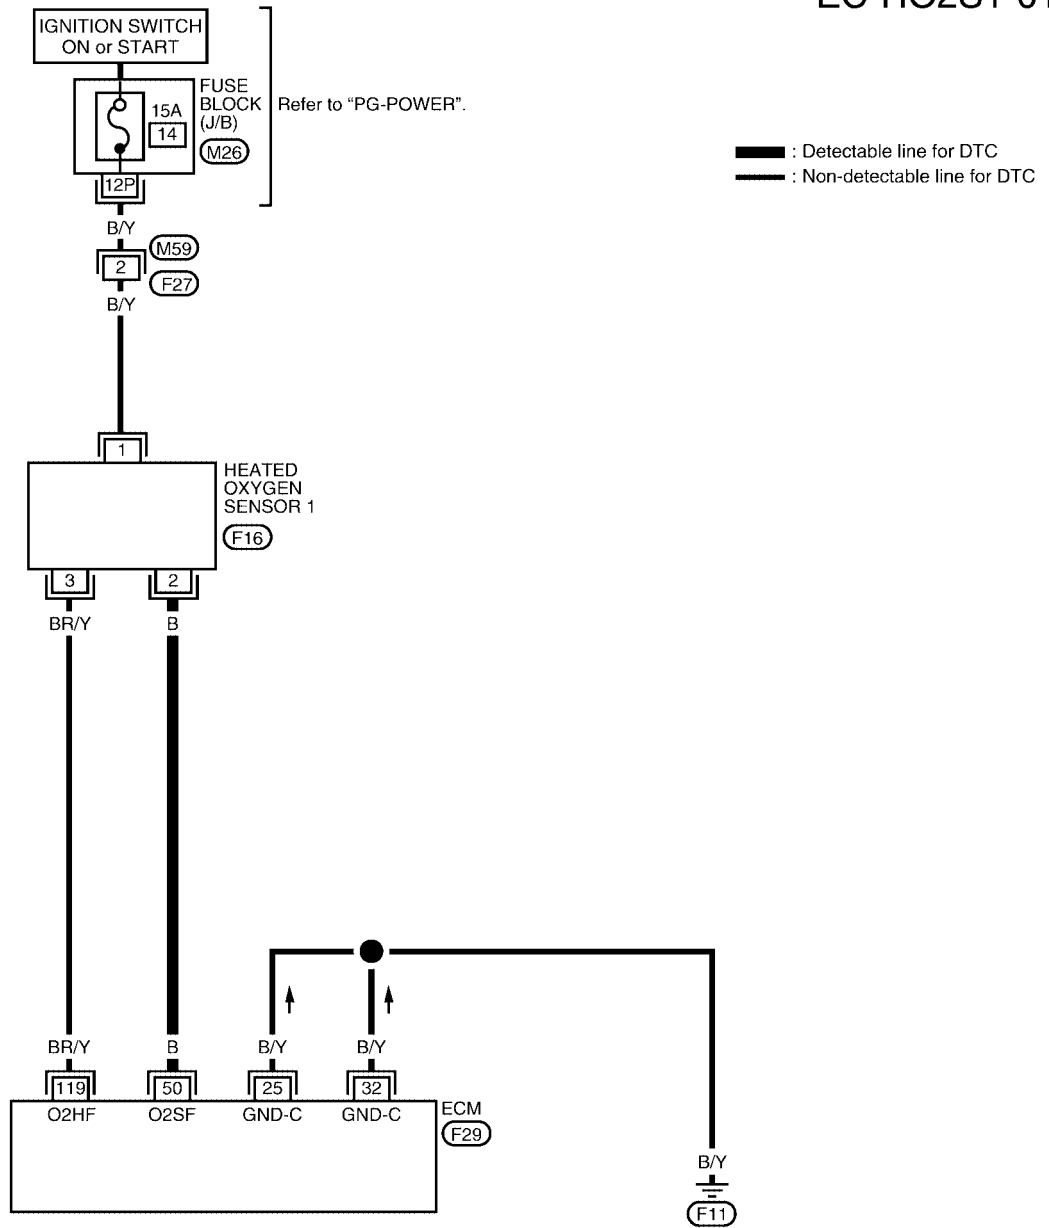 IGNITION SWITCH
ON or START
FUSE
BLOCK
(J/B)
Refer to “PG-POWER”.
15A
14
M26
: Detectable line for DTC
: Non-detectable line for DTC
12P
B/Y
M59
2
F27
B/Y
1
HEATED
OXYGEN
SENSOR 1
F16
3
2
BR/Y
B
BR/Y
B
B/Y
B/Y
119
50
25
32
O2HF
O2SF
GND-C
GND-C
ECM
F29
B/Y
F11